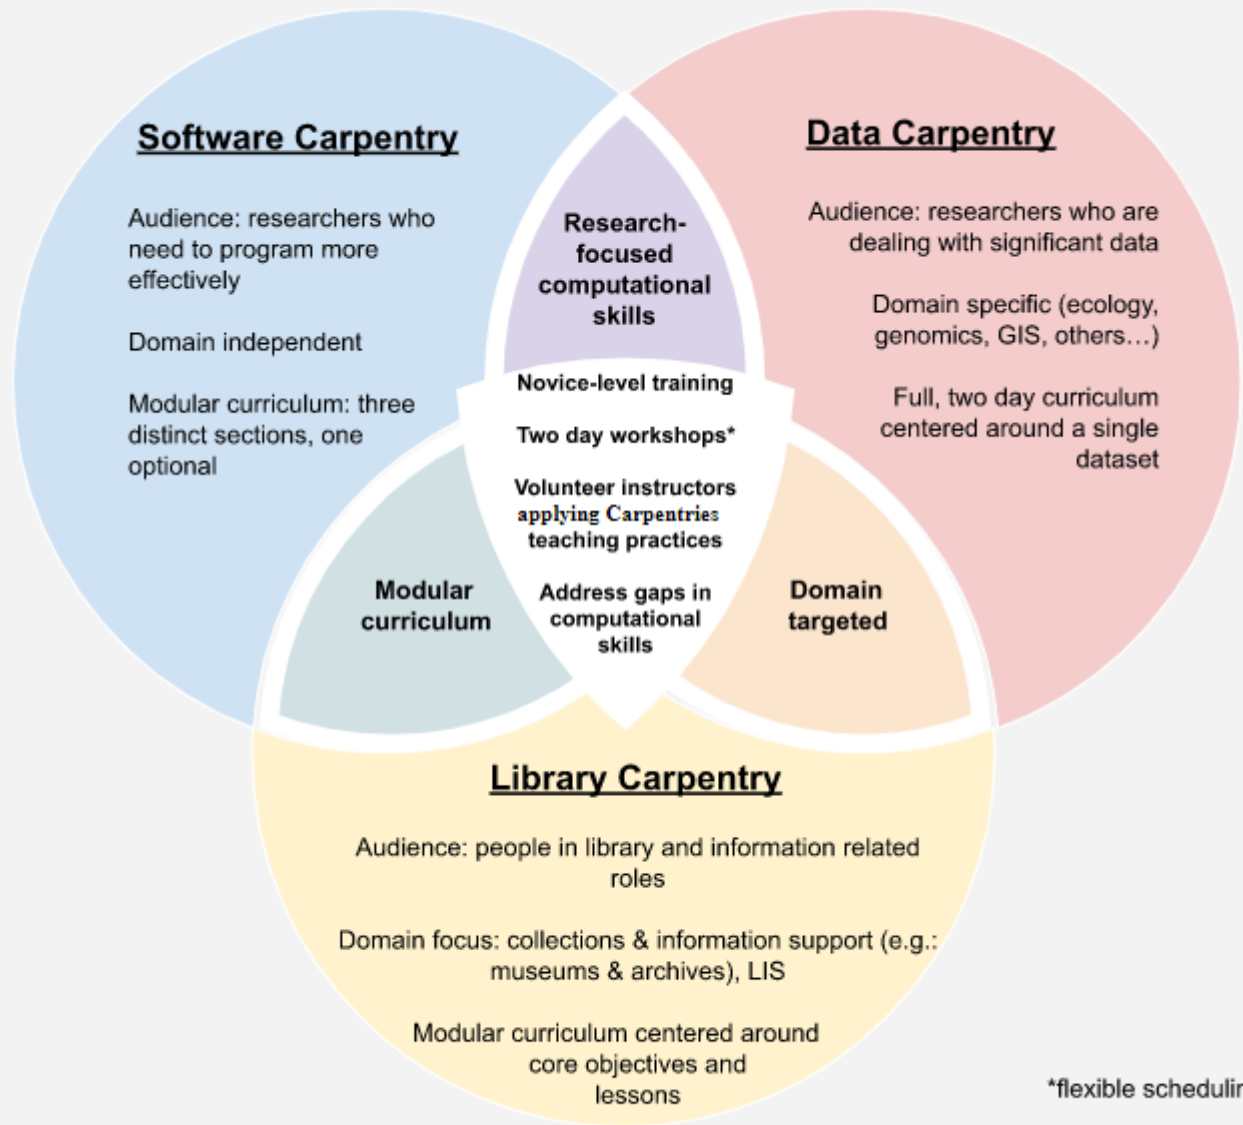 Software Carpentry
Audience: researchers who
need to program more
effectively
Domain independent
Modular curriculum: three
distinct sections, one
optional
Data Carpentry
Audience: researchers who are
dealing with significant data
Domain specific (ecology,
genomics, GIS, others…)
Full, two day curriculum
centered around a single
dataset
Research-
focused
computational
skills
Novice-level training
Two day workshops*
Volunteer instructors
applying Carpentries
teaching practices
Address gaps in
computational
skills
Modular
curriculum
Domain
targeted
Library Carpentry
Audience: people in library and information related
roles
Domain focus: collections & information support (e.g.:
museums & archives), LIS
Modular curriculum centered around
core objectives and
lessons
*flexible